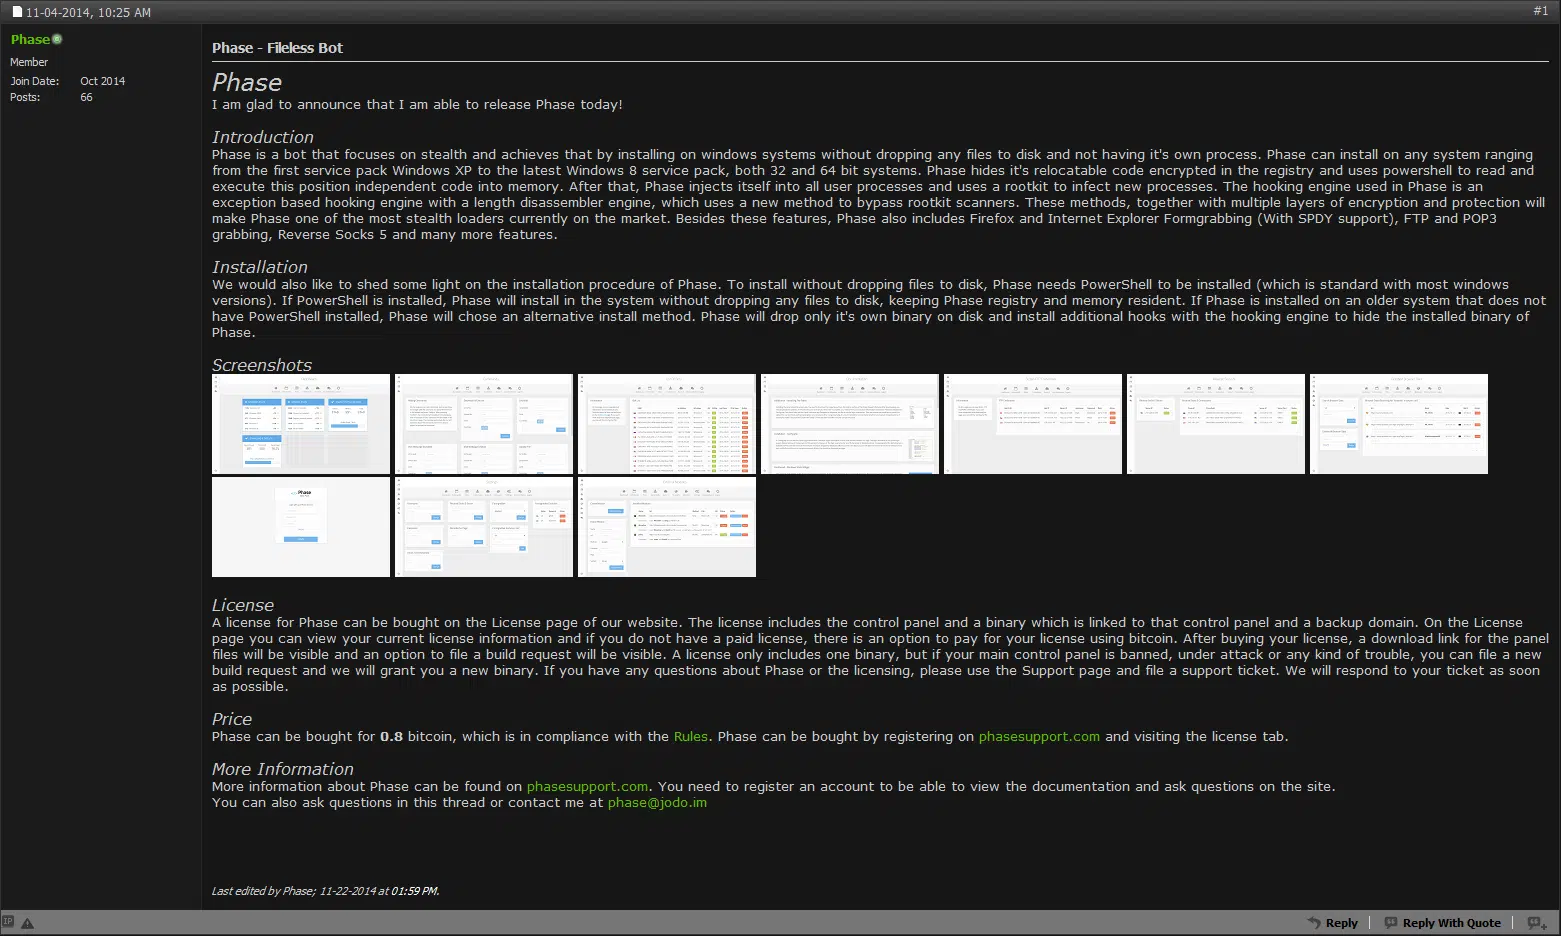 11-04-2014, 10:25 AM
#1
Phase
Member
Join Date: Oct 2014
Posts: 66
Phase - Fileless Bot
Phase
I am glad to announce that I am able to release Phase today!
Introduction
Phase is a bot that focuses on stealth and achieves that by installing on windows systems without dropping any files to disk and not having it's own process. Phase can install on any system ranging
from the first service pack Windows XP to the latest Windows 8 service pack, both 32 and 64 bit systems. Phase hides it's relocatable code encrypted in the registry and uses powershell to read and
execute this position independent code into memory. After that, Phase injects itself into all user processes and uses a rootkit to infect new processes. The hooking engine used in Phase is an
exception based hooking engine with a length disassembler engine, which uses a new method to bypass rootkit scanners. These methods, together with multiple layers of encryption and protection will
make Phase one of the most stealth loaders currently on the market. Besides these features, Phase also includes Firefox and Internet Explorer Formgrabbing (With SPDY support), FTP and POP3
grabbing, Reverse Socks 5 and many more features.
Installation
We would also like to shed some light on the installation procedure of Phase. To install without dropping files to disk, Phase needs PowerShell to be installed (which is standard with most windows
versions). If PowerShell is installed, Phase will install in the system without dropping any files to disk, keeping Phase registry and memory resident. If Phase is installed on an older system that does not
have PowerShell installed, Phase will chose an alternative install method. Phase will drop only it's own binary on disk and install additional hooks with the hooking engine to hide the installed binary of
Phase.
Screenshots
Phase
License
A license for Phase can be bought on the License page of our website. The license includes the control panel and a binary which is linked to that control panel and a backup domain. On the License
page you can view your current license information and if you do not have a paid license, there is an option to pay for your license using bitcoin. After buying your license, a download link for the panel
files will be visible and an option to file a build request will be visible. A license only includes one binary, but if your main control panel is banned, under attack or any kind of trouble, you can file a new
build request and we will grant you a new binary. If you have any questions about Phase or the licensing, please use the Support page and file a support ticket. We will respond to your ticket as soon
as possible.
Price
Phase can be bought for 0.8 bitcoin, which is in compliance with the Rules. Phase can be bought by registering on phasesupport.com and visiting the license tab.
More Information
More information about Phase can be found on phasesupport.com. You need to register an account to be able to view the documentation and ask questions on the site.
You can also ask questions in this thread or contact me at phase@jodo.im
Last edited by Phase; 11-22-2014 at 01:59 PM.
IP
Reply
Reply With Quote